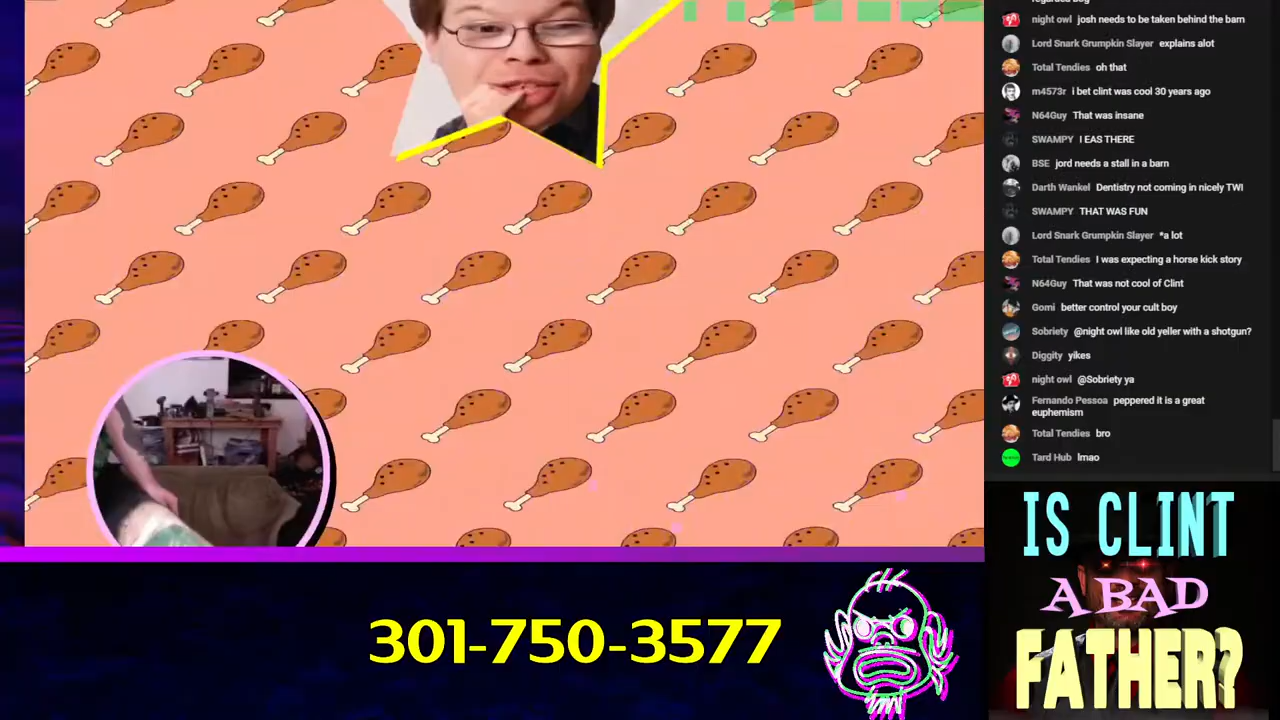 night owl josh needs to be taken behind the barn
Lord Snark Grumpkin Slayer explains alot
Total Tendies oh that
m4573r i bet clint was cool 30 years ago
N64Guy That was insane
SWAMPY I EAS THERE
BSE jord needs a stall in a barn
Darth Wankel Dentistry not coming in nicely TWI
SWAMPY THAT WAS FUN
Lord Snark Grumpkin Slayer *a lot
Total Tendies I was expecting a horse kick story
N64Guy That was not cool of Clint
Gomi better control your cult boy
Sobriety @night owl like old yeller with a shotgun?
Diggity yikes
night owl @Sobriety ya
Fernando Pessoa peppered it is a great
euphemism
Total Tendies bro
Tard Hub lmao
IS CLINT
A BAD
FATHER?
301-750-3577